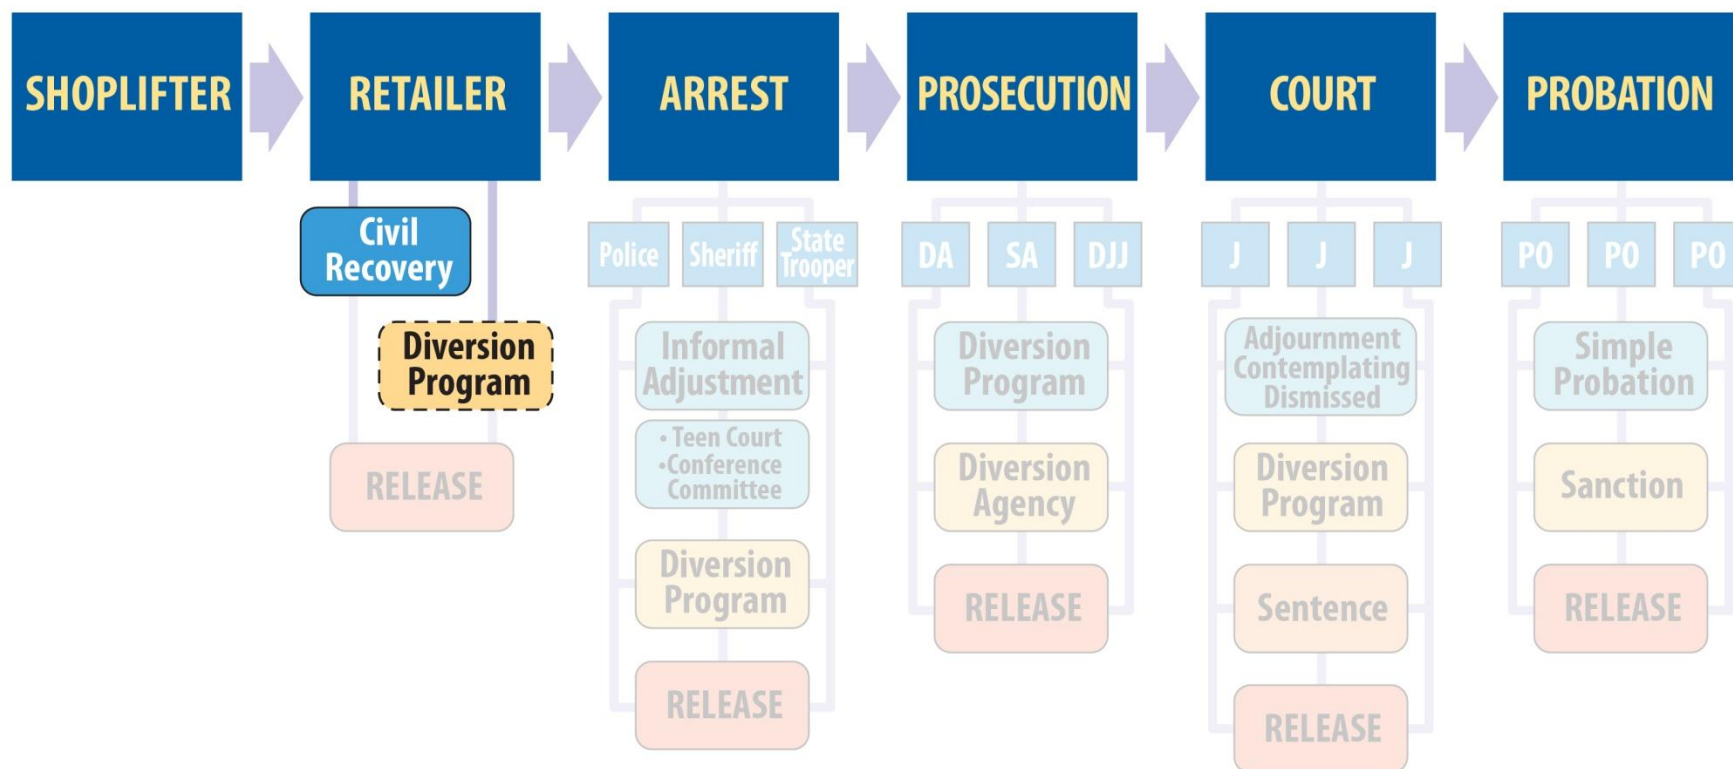 SHOPLIFTER
RETAILER
ARREST
PROSECUTION
COURT
PROBATION
Civil
Recovery
Diversion
Program
RELEASE
Police
Sheriff
State
Trooper
Informal
Adjustment
• Teen Court
•Conference
Committee
Diversion
Program
RELEASE
DA
SA
DJJ
Diversion
Program
Diversion
Agency
RELEASE
J
J
J
Adjournment
Contemplating
Dismissed
Diversion
Program
Sentence
RELEASE
PO
PO
PO
Simple
Probation
Sanction
RELEASE